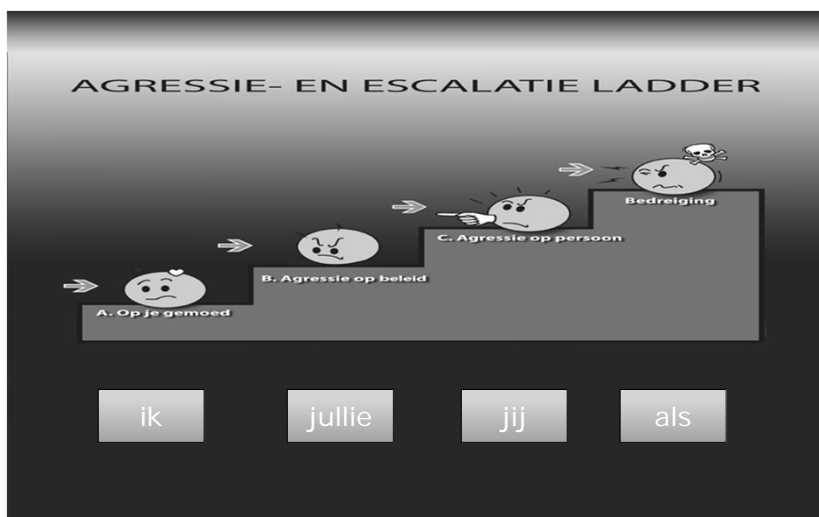 AGRESSIE- EN ESCALATIE LADDER
Bedreiging
C. Agressie op persoon
B. Agressie op beleid
A. Op je gemoed
ik jullie jij als